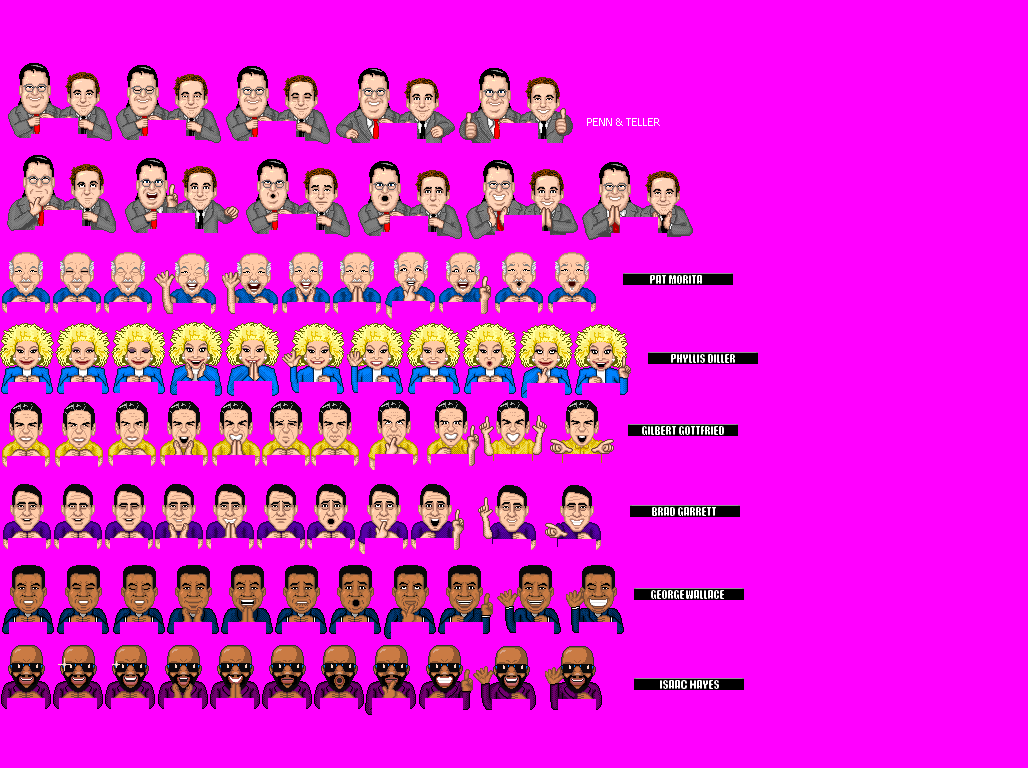 PENN & TELLER
PAT MORITA
PHYLLIS DILLER
GILBERT GOTTFRIED
BRAD GARRETT
GEORGE WALLACE
ISAAC HAYES